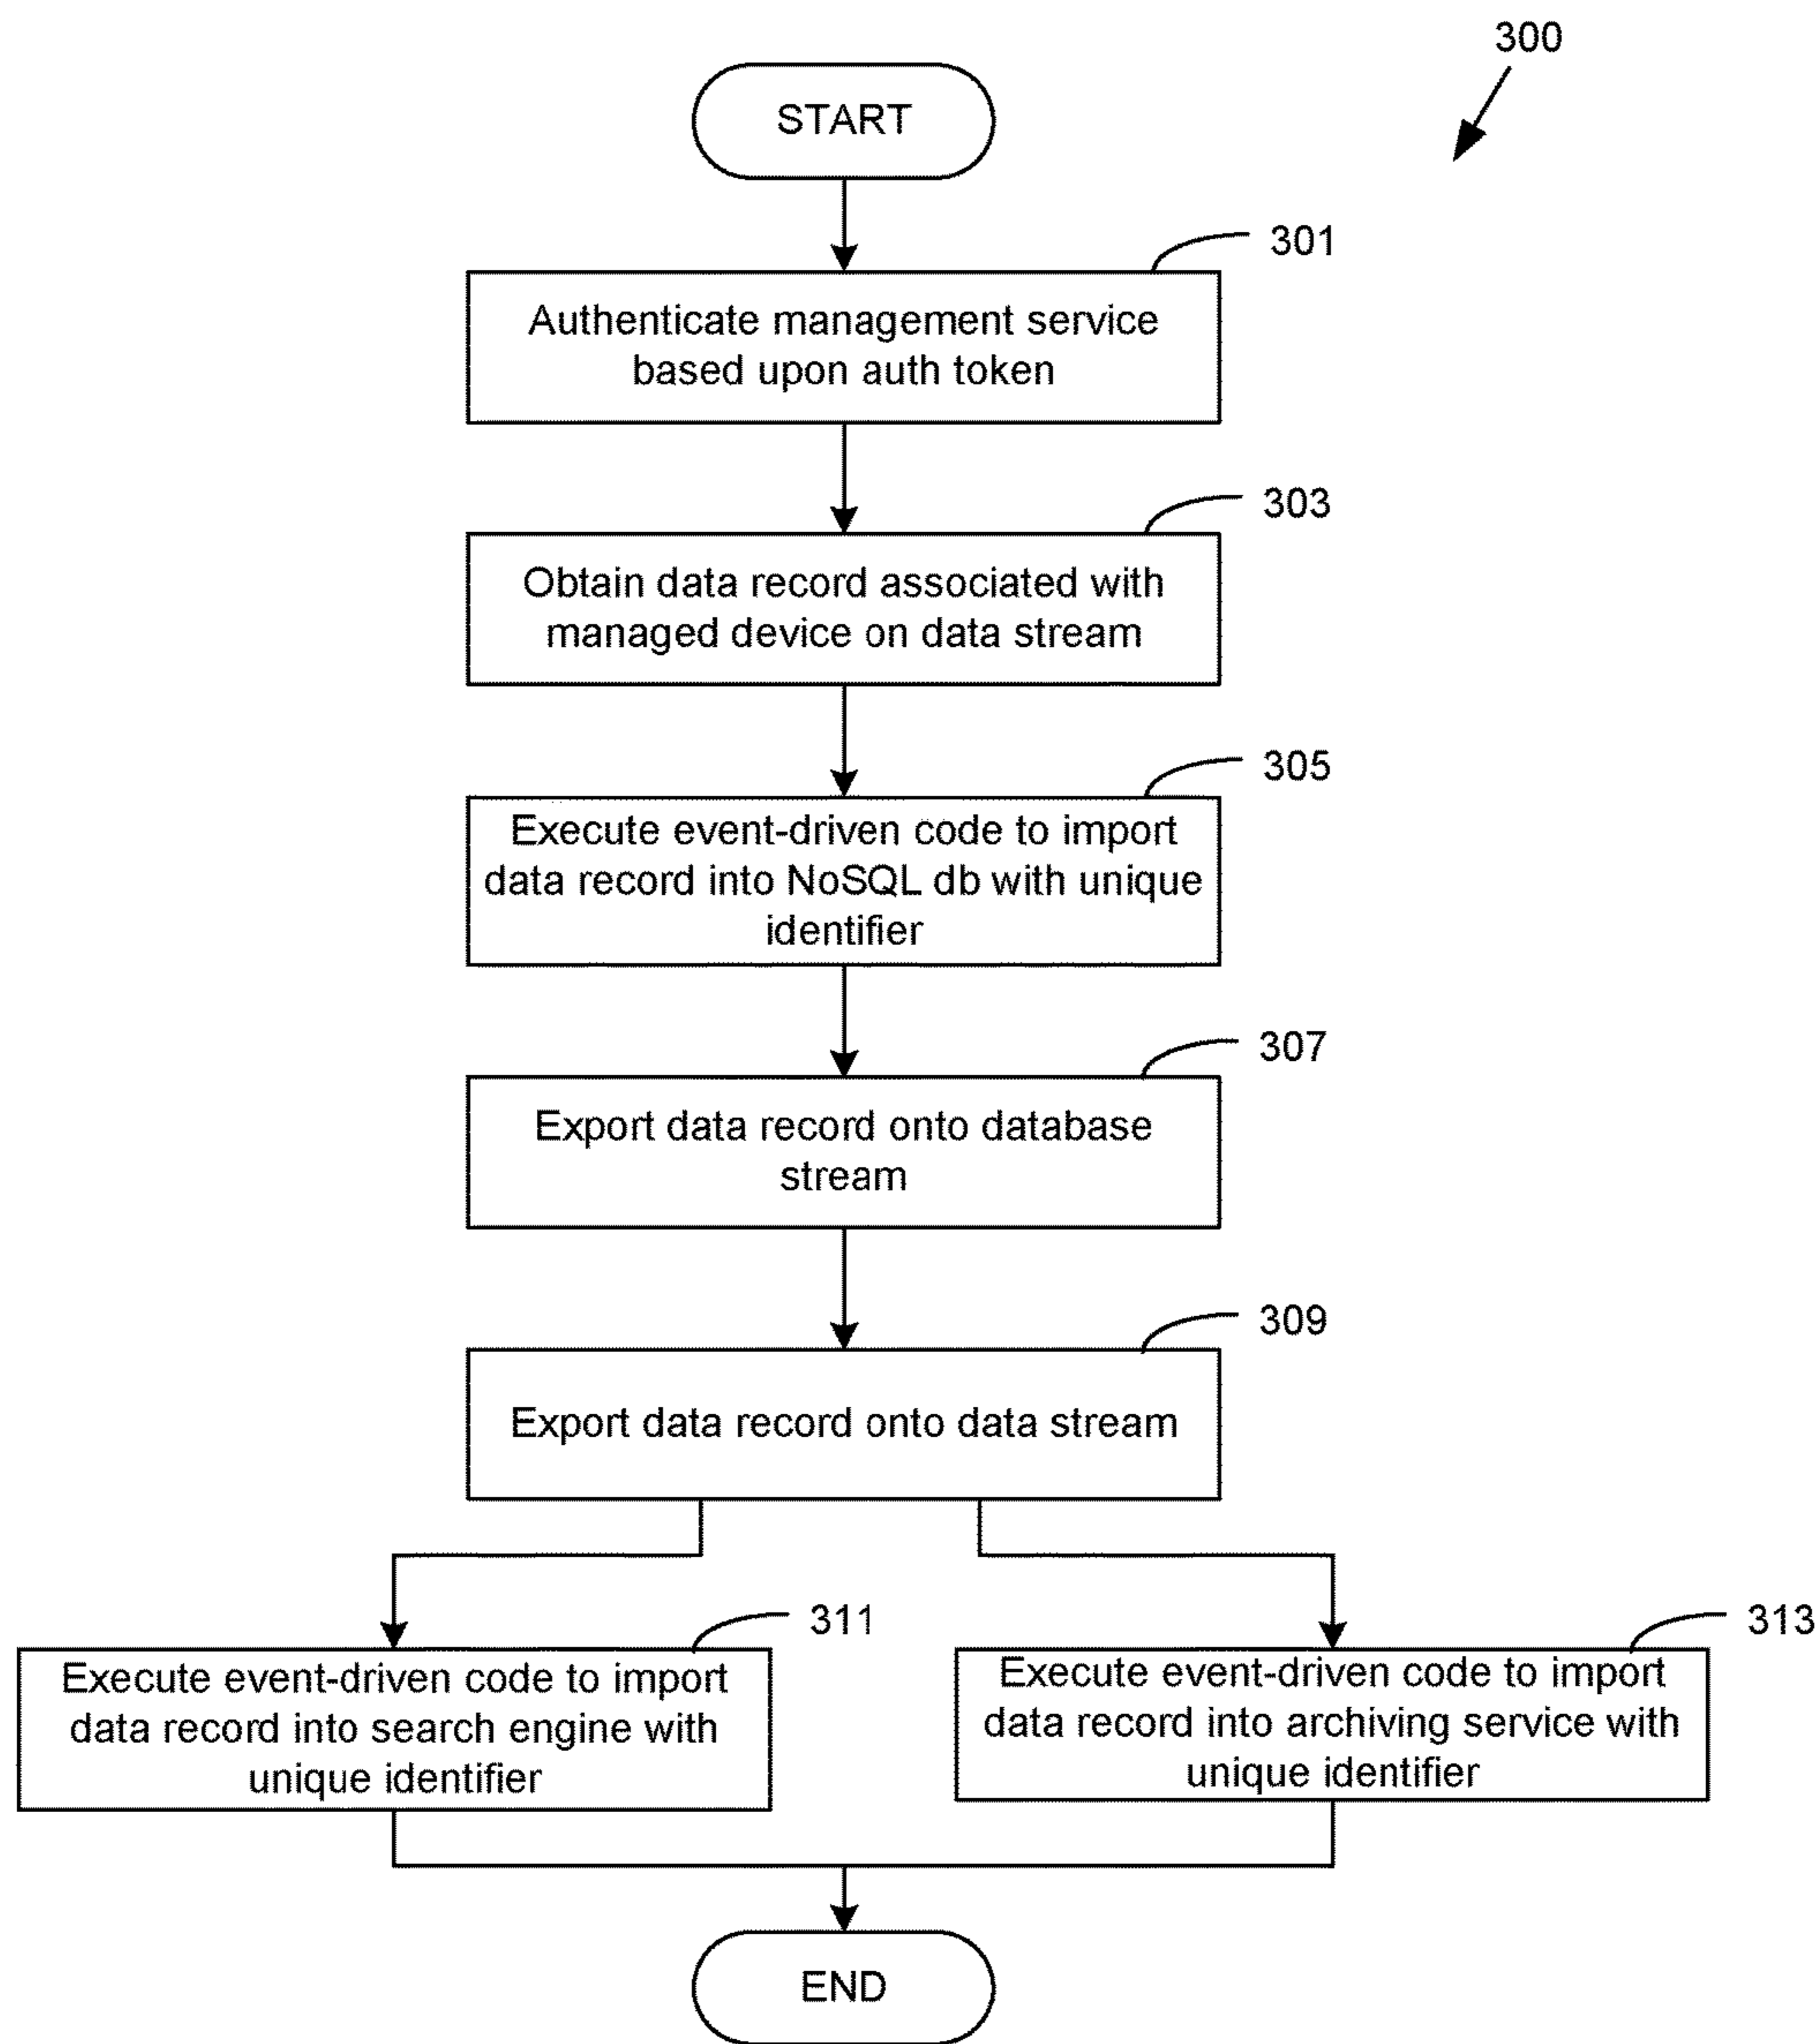 300
START
301
Authenticate management service
based upon auth token
303
Obtain data record associated with
managed device on data stream
305
Execute event-driven code to import
data record into NoSQL db with unique
identifier
307
Export data record onto database
stream
309
Export data record onto data stream
311
Execute event-driven code to import
data record into search engine with
unique identifier
313
Execute event-driven code to import
data record into archiving service with
unique identifier
END